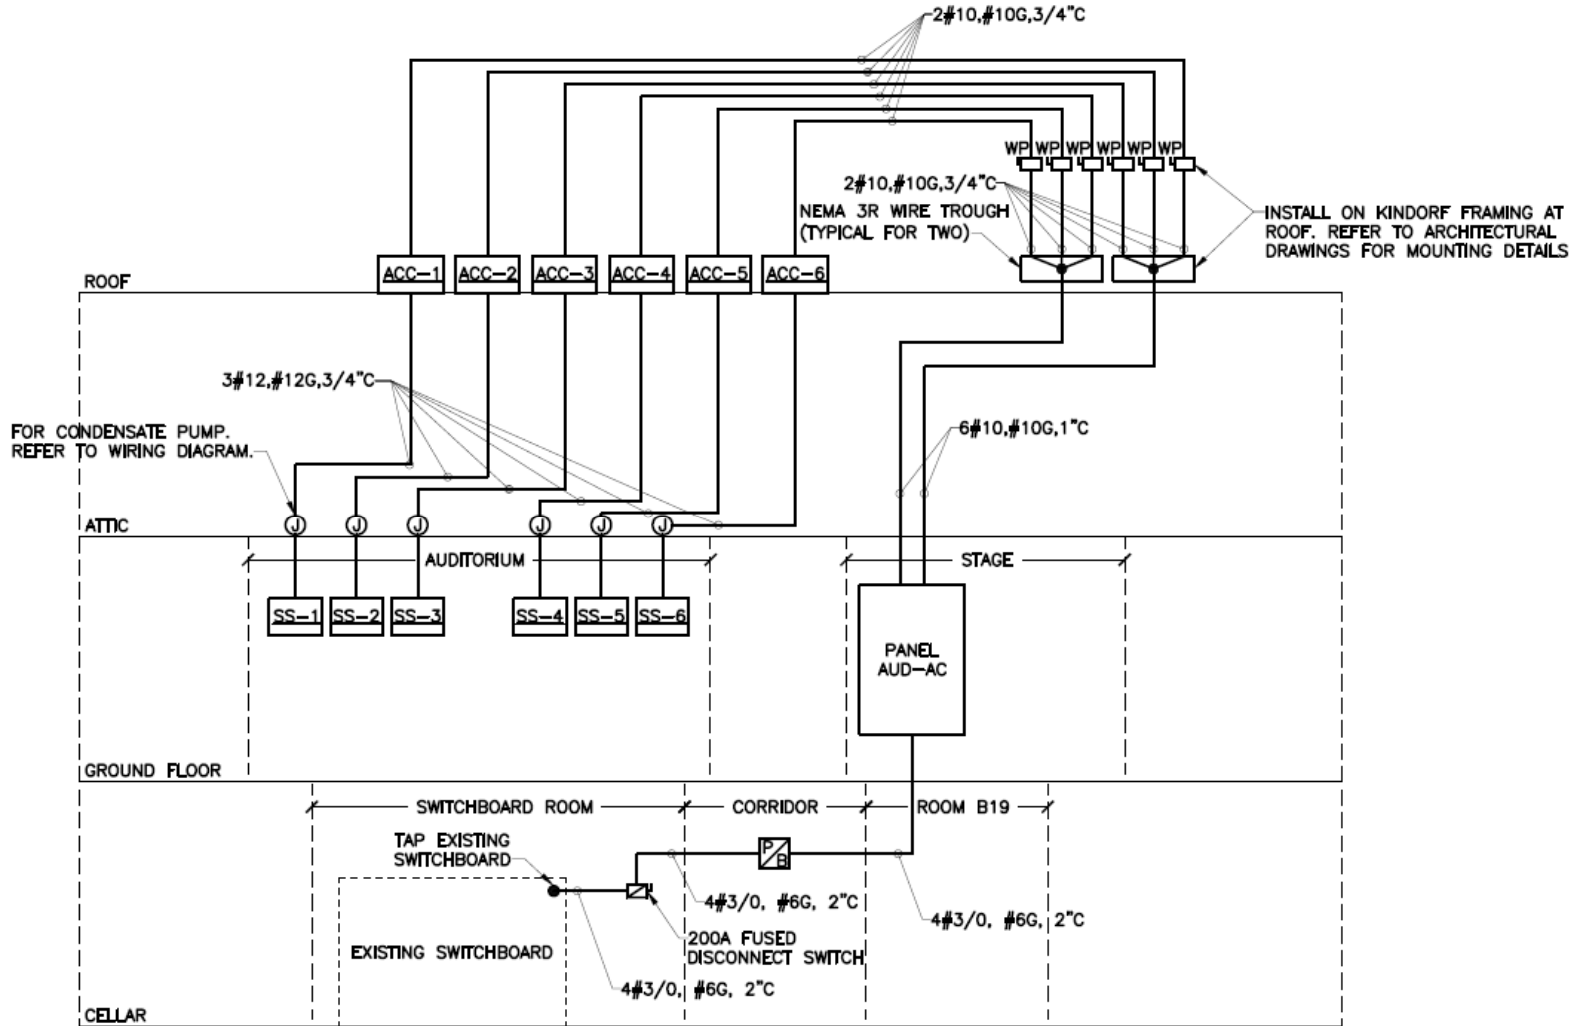 2#10,#10G,3/4"C
WP WP WP WP WP WP
2#10,#10G,3/4"C
NEMA 3R WIRE TROUGH
(TYPICAL FOR TWO)
INSTALL ON KINDORF FRAMING AT
ROOF. REFER TO ARCHITECTURAL
DRAWINGS FOR MOUNTING DETAILS
ACC-1 ACC-2 ACC-3 ACC-4 ACC-5 ACC-6
ROOF
3#12,#12G,3/4"C
FOR CONDENSATE PUMP.
REFER TO WIRING DIAGRAM.
6#10,#10G,1"C
J J J J J J
ATTIC
AUDITORIUM
STAGE
SS-1 SS-2 SS-3 SS-4 SS-5 SS-6
PANEL
AUD-AC
GROUND FLOOR
SWITCHBOARD ROOM
CORRIDOR
ROOM B19
TAP EXISTING
SWITCHBOARD
P/B
4#3/0, #6G, 2"C
4#3/0, #6G, 2"C
200A FUSED
DISCONNECT SWITCH
EXISTING SWITCHBOARD
4#3/0, #6G, 2"C
CELLAR